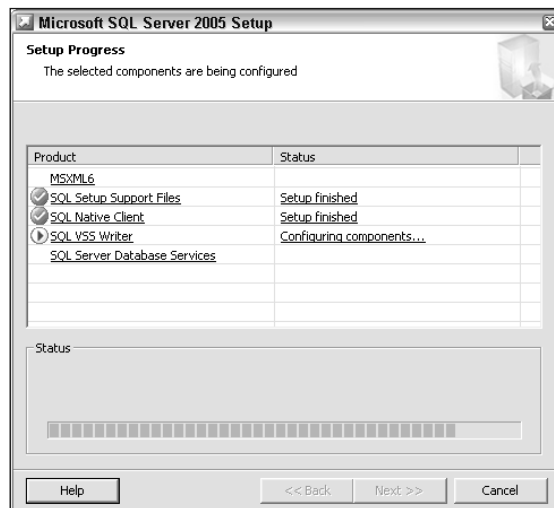 Microsoft SQL Server 2005 Setup
Setup Progress
The selected components are being configured
Product Status
MSXML6
SQL Setup Support Files Setup finished
SQL Native Client Setup finished
SQL VSS Writer Configuring components...
SQL Server Database Services
Status
Help << Back Next >> Cancel